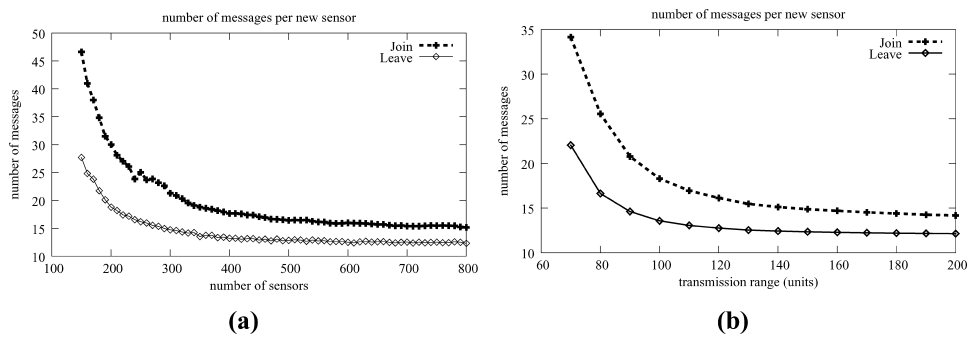 number of messages per new sensor
50
45
40
35
30
25
20
15
10
number of messages
Join
Leave
100 200 300 400 500 600 700 800
number of sensors
(a)
number of messages per new sensor
35
30
25
20
15
10
number of messages
Join
Leave
60 80 100 120 140 160 180 200
transmission range (units)
(b)